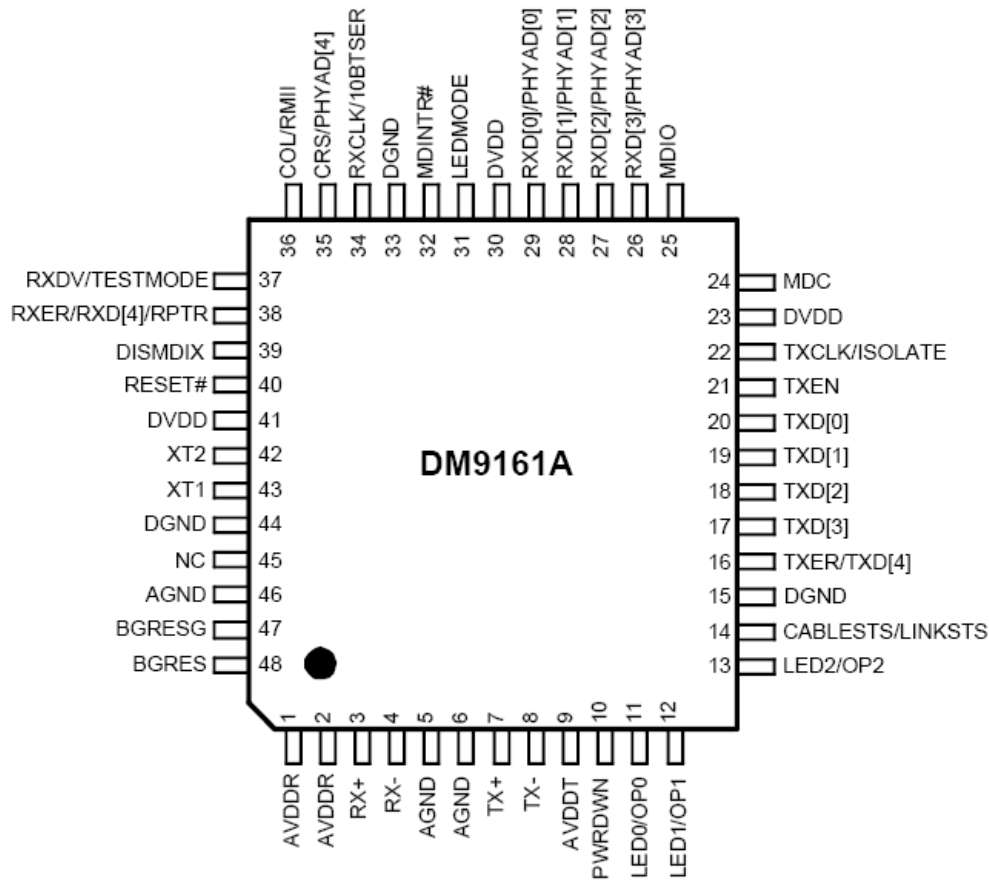 COL/RMII
CRS/PHYAD[4]
RXCLK/10BTSER
DGND
MDINTR#
LEDMODE
DVDD
RXD[0]/PHYAD[0]
RXD[1]/PHYAD[1]
RXD[2]/PHYAD[2]
RXD[3]/PHYAD[3]
MDIO
36 35 34 33 32 31 30 29 28 27 26 25
RXDV/TESTMODE 37
RXER/RXD[4]/RPTR 38
DISMDIX 39
RESET# 40
DVDD 41
XT2 42
XT1 43
DGND 44
NC 45
AGND 46
BGRESG 47
BGRES 48
DM9161A
24 MDC
23 DVDD
22 TXCLK/ISOLATE
21 TXEN
20 TXD[0]
19 TXD[1]
18 TXD[2]
17 TXD[3]
16 TXER/TXD[4]
15 DGND
14 CABLESTS/LINKSTS
13 LED2/OP2
1 2 3 4 5 6 7 8 9 10 11 12
AVDDR
AVDDR
RX+
RX-
AGND
AGND
TX+
TX-
AVDDT
PWRDWN
LED0/OP0
LED1/OP1